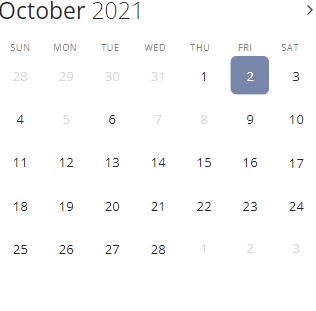 October 2021
SUN MON TUE WED THU FRI SAT
28 29 30 31 1 2 3
4 5 6 7 8 9 10
11 12 13 14 15 16 17
18 19 20 21 22 23 24
25 26 27 28 1 2 3